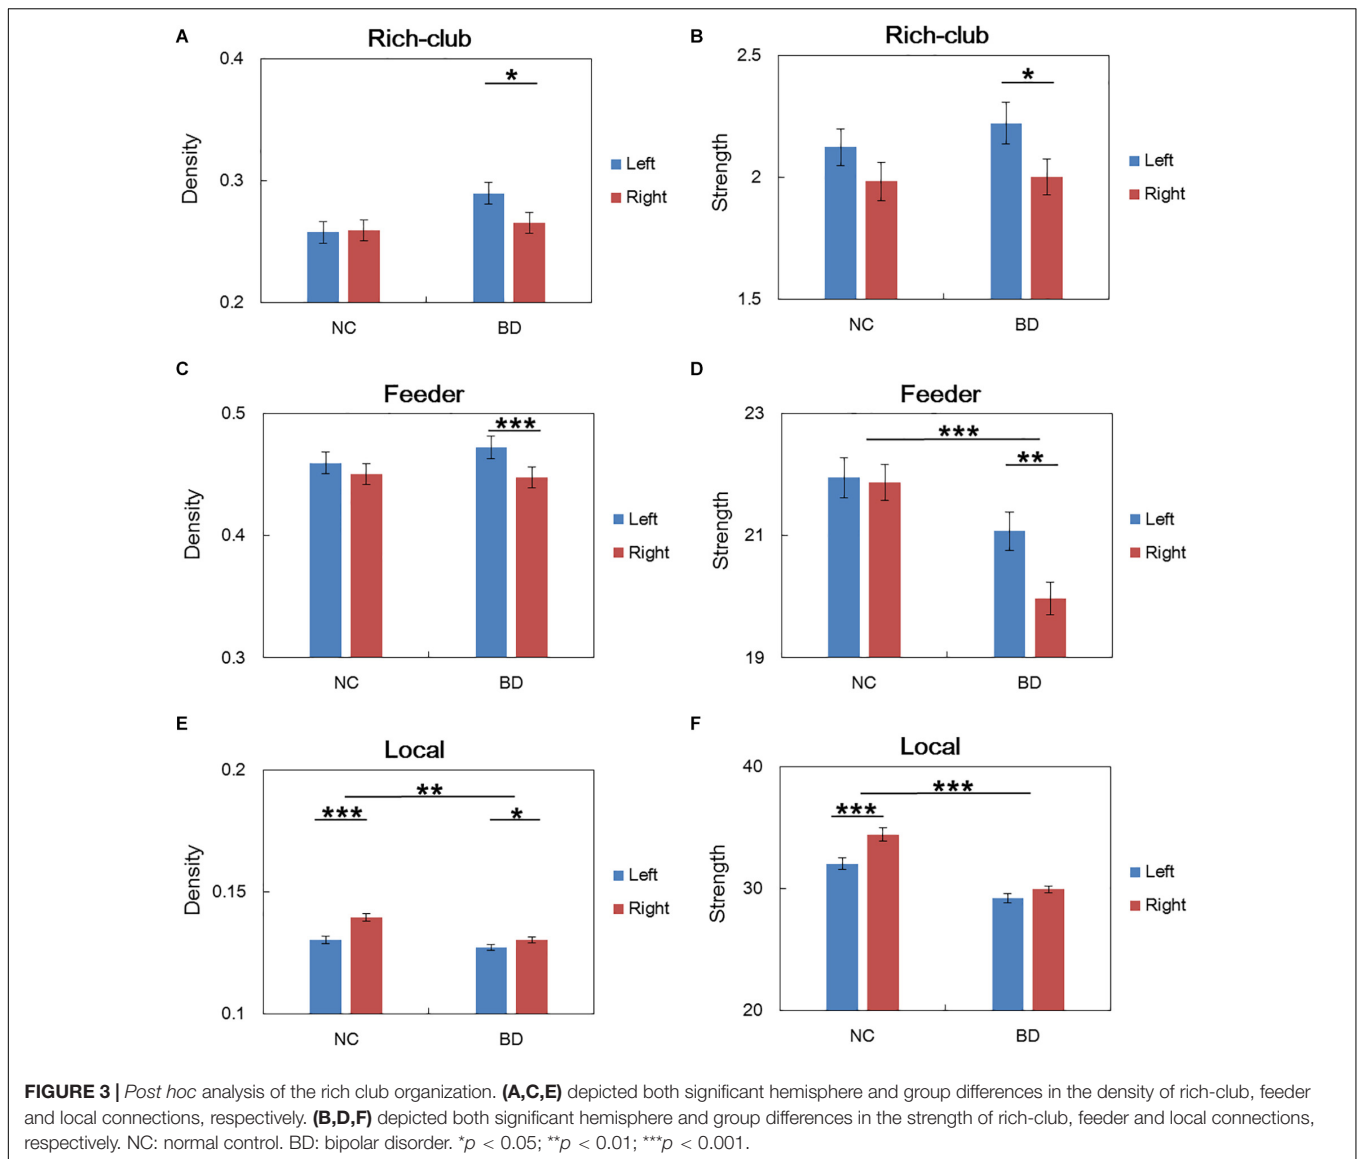 A
Rich-club
0.4
*
Density
0.3
Left
Right
0.2
NC
BD
B
Rich-club
2.5
*
Strength
2
Left
Right
1.5
NC
BD
C
Feeder
0.5
***
Density
0.4
Left
Right
0.3
NC
BD
D
Feeder
23
***
**
Strength
21
Left
Right
19
NC
BD
E
Local
0.2
**
***
*
Density
0.15
Left
Right
0.1
NC
BD
F
Local
40
***
***
Strength
30
Left
Right
20
NC
BD
FIGURE 3 | Post hoc analysis of the rich club organization. (A,C,E) depicted both significant hemisphere and group differences in the density of rich-club, feeder
and local connections, respectively. (B,D,F) depicted both significant hemisphere and group differences in the strength of rich-club, feeder and local connections,
respectively. NC: normal control. BD: bipolar disorder. *p < 0.05; **p < 0.01; ***p < 0.001.